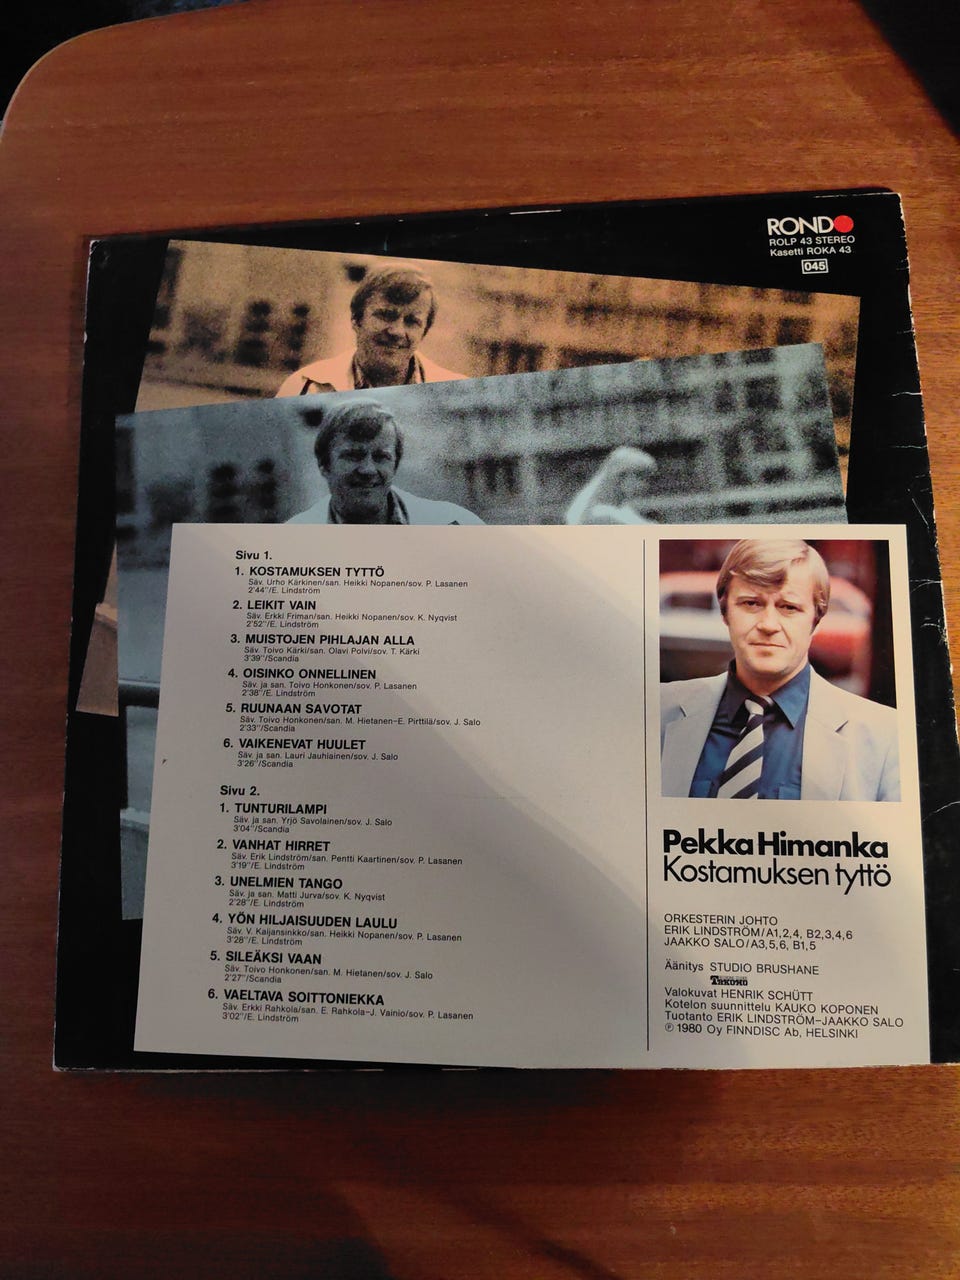 RONDO
ROLP 43 STEREO
Kasetti ROKA 43
045
Sivu 1.
1. KOSTAMUKSEN TYTTÖ
Säv. Urho Kärkinen/san. Heikki Nopanen/sov. P. Lasanen
2'44"/E. Lindström
2. LEIKIT VAIN
Säv. Erkki Friman/san. Heikki Nopanen/sov. K. Nyqvist
2'52"/E. Lindström
3. MUISTOJEN PIHLAJAN ALLA
Säv. Toivo Kärki/san. Olavi Polvi/sov. T. Kärki
3'39"/Scandia
4. OISINKO ONNELLINEN
Säv. ja san. Toivo Honkonen/sov. P. Lasanen
2'38"/E. Lindström
5. RUUNAAN SAVOTAT
Säv. Toivo Honkonen/san. M. Hietanen–E. Pirttilä/sov. J. Salo
2'33"/Scandia
6. VAIKENEVAT HUULET
Säv. ja san. Lauri Jauhiainen/sov. J. Salo
3'26"/Scandia
Sivu 2.
1. TUNTURILAMPI
Säv. ja san. Yrjö Savolainen/sov. J. Salo
3'04"/Scandia
2. VANHAT HIRRET
Säv. Erik Lindström/san. Pentti Kaartinen/sov. P. Lasanen
3'19"/E. Lindström
3. UNELMIEN TANGO
Säv. ja san. Matti Jurva/sov. K. Nyqvist
2'28"/E. Lindström
4. YÖN HILJAISUUDEN LAULU
Säv. V. Kaijansinkko/san. Heikki Nopanen/sov. P. Lasanen
3'28"/E. Lindström
5. SILEÄKSI VAAN
Säv. Toivo Honkonen/san. M. Hietanen/sov. J. Salo
2'27"/Scandia
6. VAELTAVA SOITTONIEKKA
Säv. Erkki Rahkola/san. E. Rahkola–J. Vainio/sov. P. Lasanen
3'02"/E. Lindström
Pekka Himanka
Kostamuksen tyttö
ORKESTERIN JOHTO
ERIK LINDSTRÖM/A1,2,4, B2,3,4,6
JAAKKO SALO/A3,5,6, B1,5
Äänitys STUDIO BRUSHANE
TAKOMO
Valokuvat HENRIK SCHÜTT
Kotelon suunnittelu KAUKO KOPONEN
Tuotanto ERIK LINDSTRÖM–JAAKKO SALO
℗ 1980 Oy FINNDISC Ab, HELSINKI